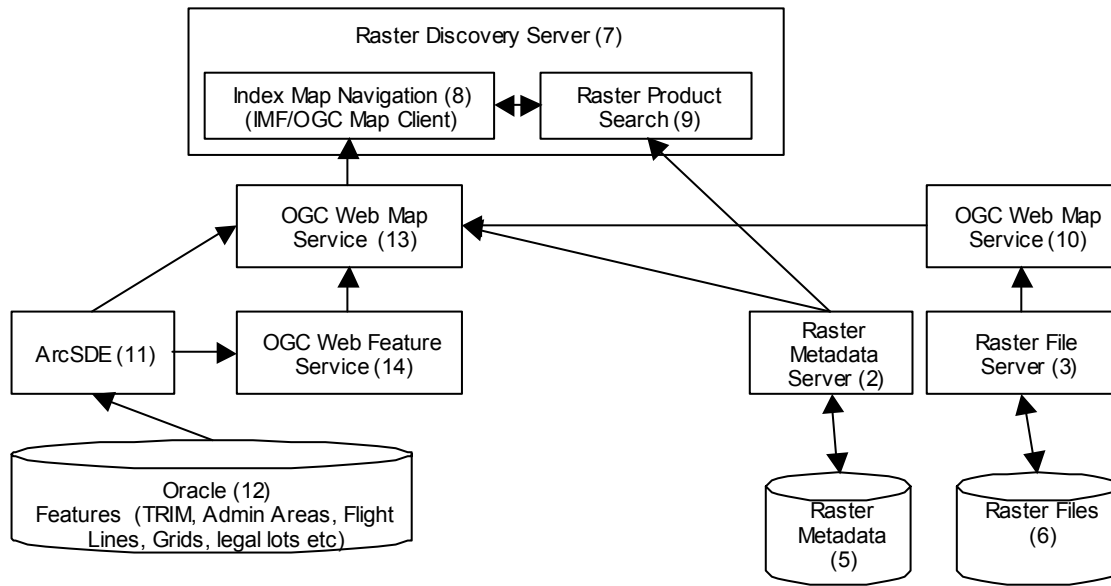 Raster Discovery Server (7)
Index Map Navigation (8)
(IMF/OGC Map Client)
Raster Product
Search (9)
OGC Web Map
Service (13)
OGC Web Map
Service (10)
ArcSDE (11)
OGC Web Feature
Service (14)
Raster
Metadata
Server (2)
Raster File
Server (3)
Oracle (12)
Features (TRIM, Admin Areas, Flight
Lines, Grids, legal lots etc)
Raster
Metadata
(5)
Raster Files
(6)